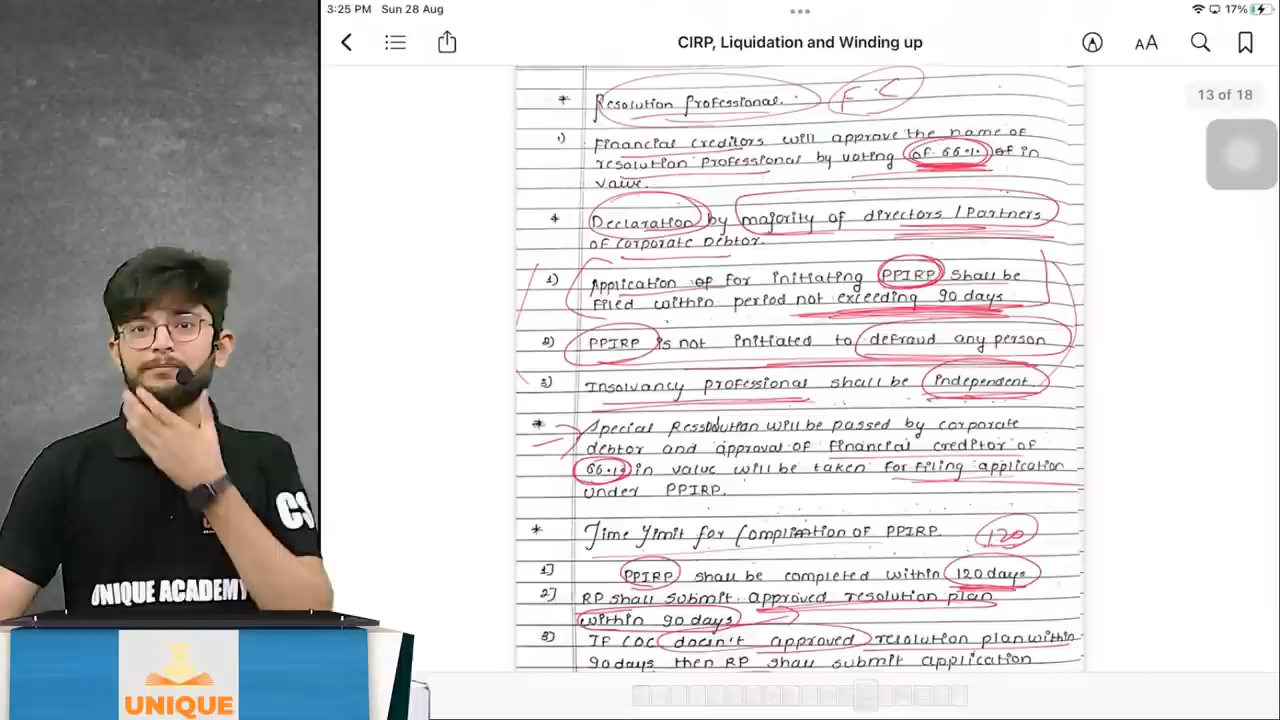 3:25 PM Sun 28 Aug
17%
CIRP, Liquidation and Winding up
AA
13 of 18
* Resolution Professional. F.C
1) Financial creditors will approve the name of
resolution professional by voting of 66.1. of in
value.
* Declaration by majority of directors / Partners
of corporate Debtor.
1) Application of for initiating PPIRP shall be
filed within period not exceeding 90 days
2) PPIRP is not initiated to defraud any person
3) Insolvancy professional shall be independent
* Special Resolution will be passed by corporate
debtor and approval of financial creditor of
66.1. in value will be taken for filing application
under PPIRP.
* Time limit for Completion of PPIRP. 120
1] PPIRP shall be completed within 120 days
2] RP shall submit approved resolution plan
within 90 days
3] IF COC doesn't approved resolution plan within
90 days then RP shall submit application
CS
UNIQUE ACADEMY
UNIQUE